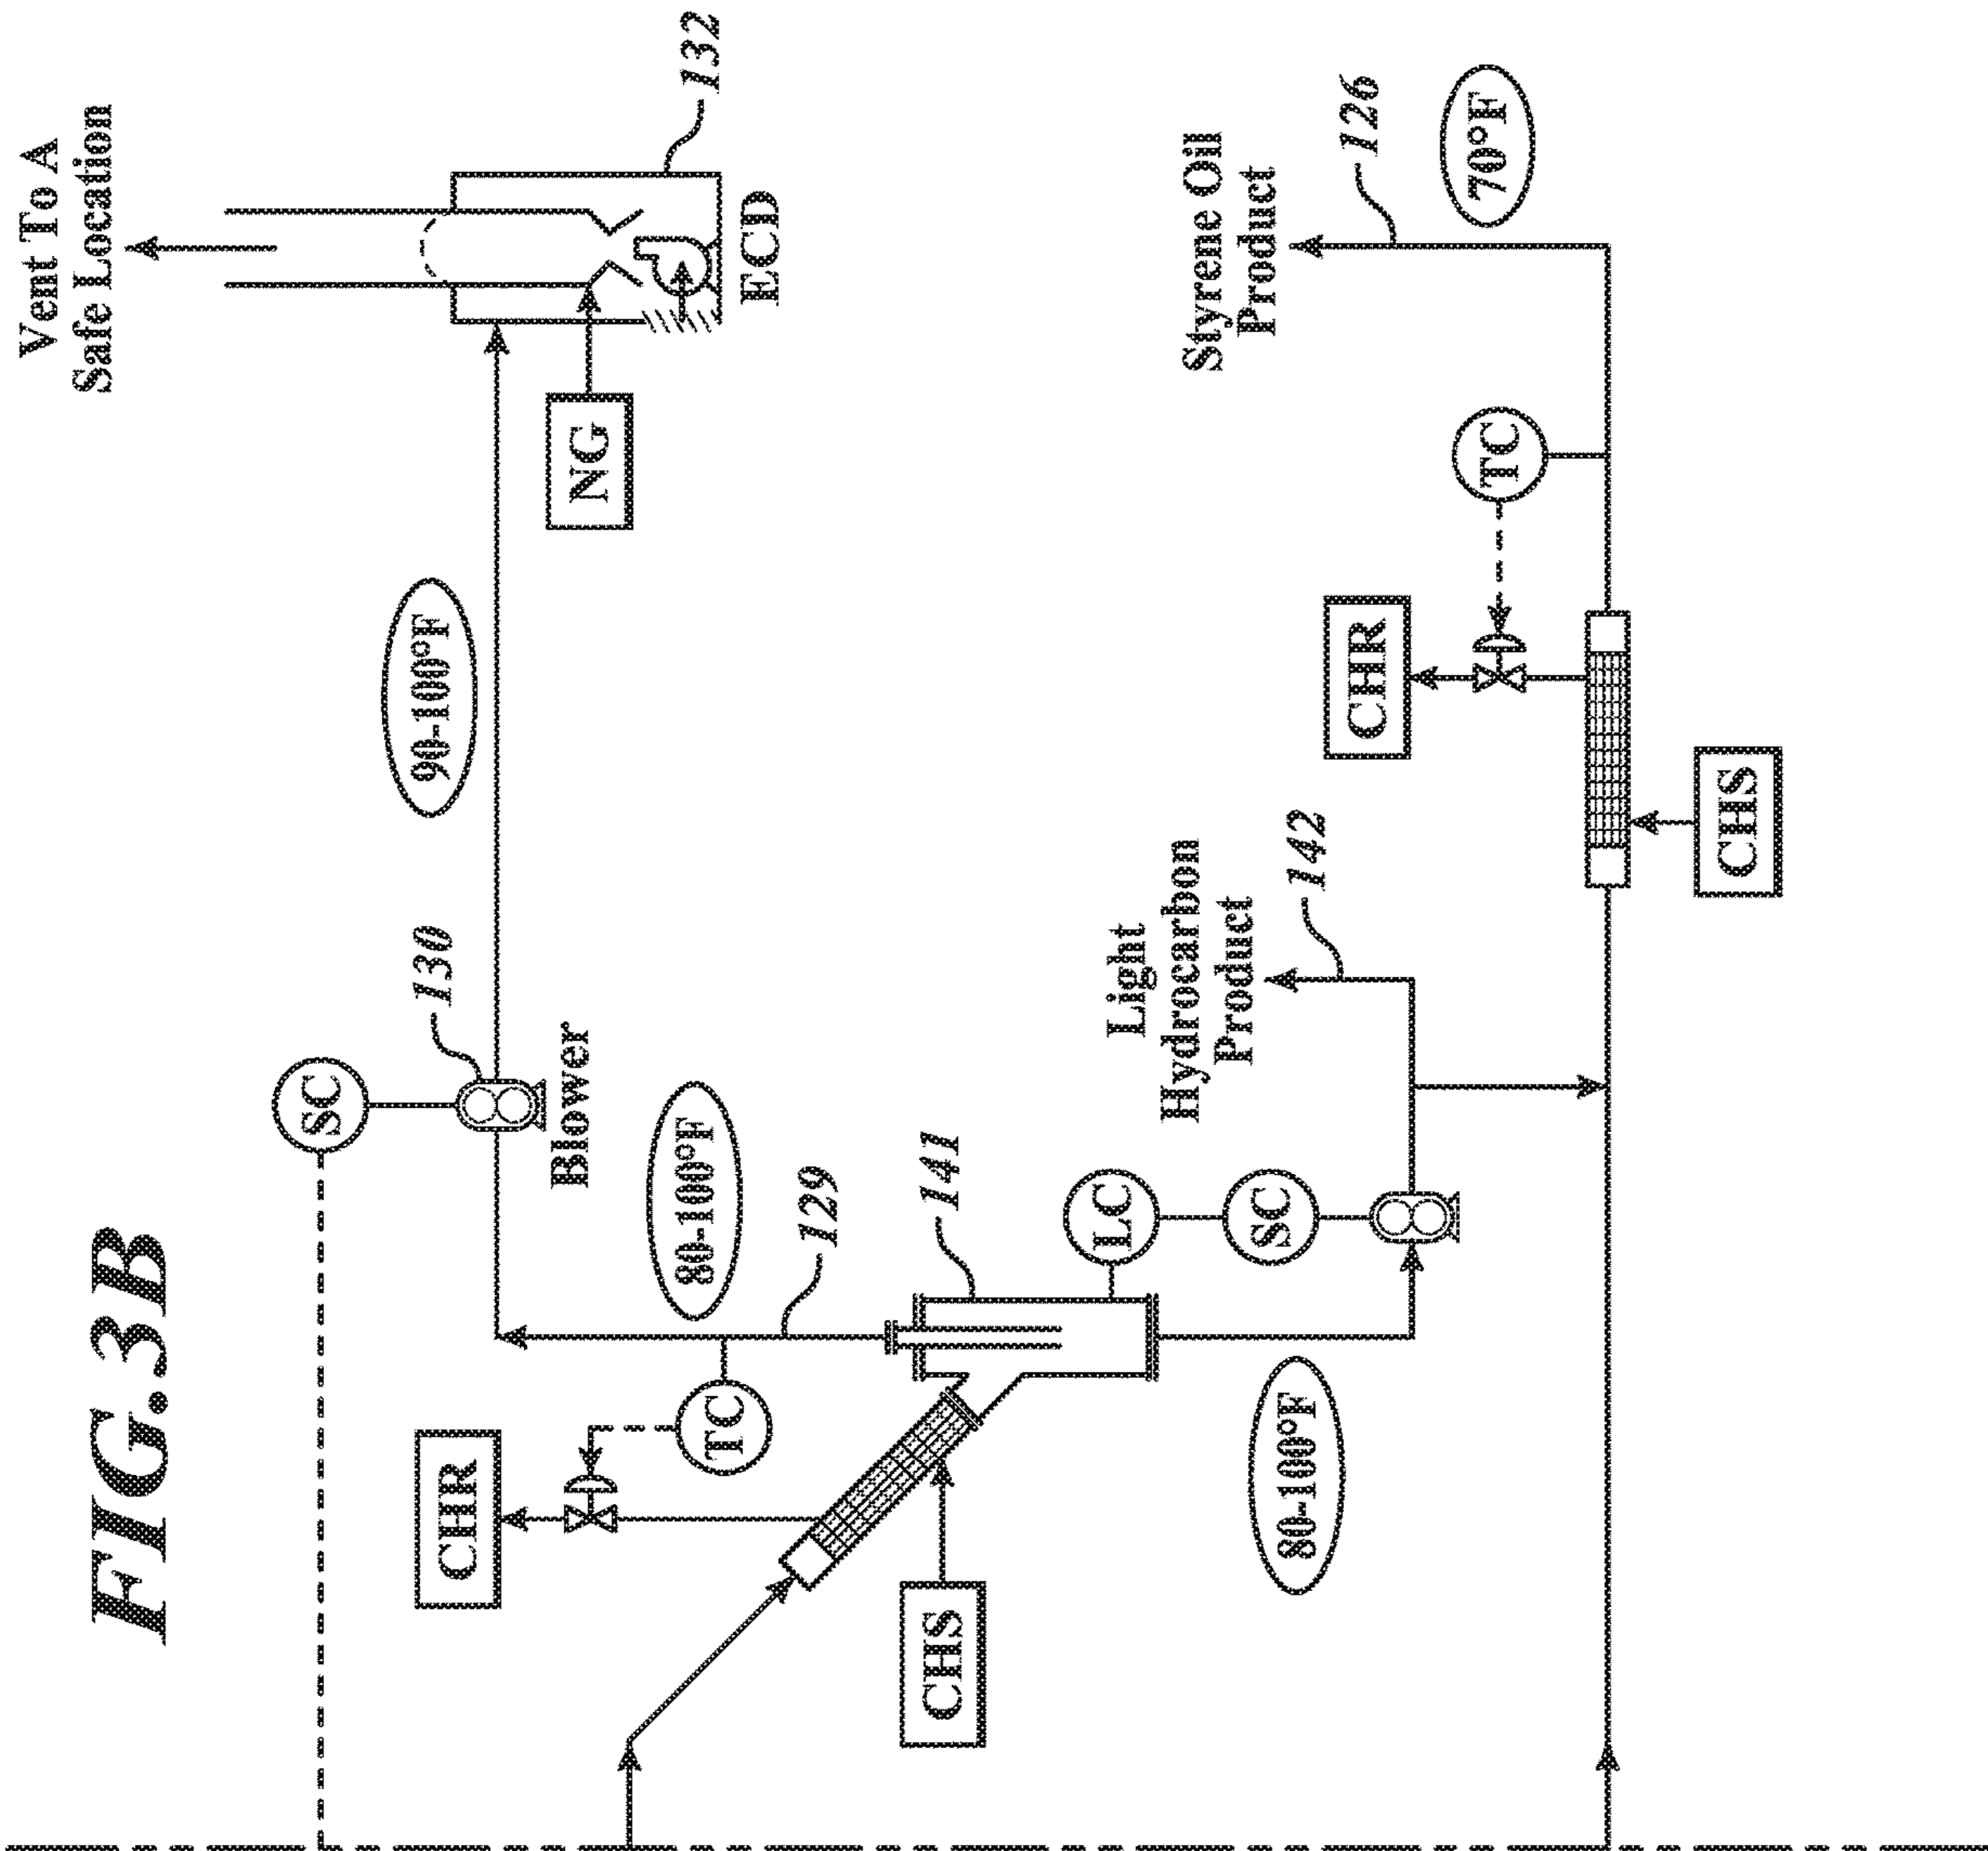 FIG.3B
Vent To A
Safe Location
SC
130
90-100°F
CHR
Blower
NG
80-100°F
132
TC
ECD
129
CHS
141
LC
Light
Hydrocarbon
Product
Styrene Oil
Product
SC
80-100°F
142
126
CHR
70°F
TC
CHS